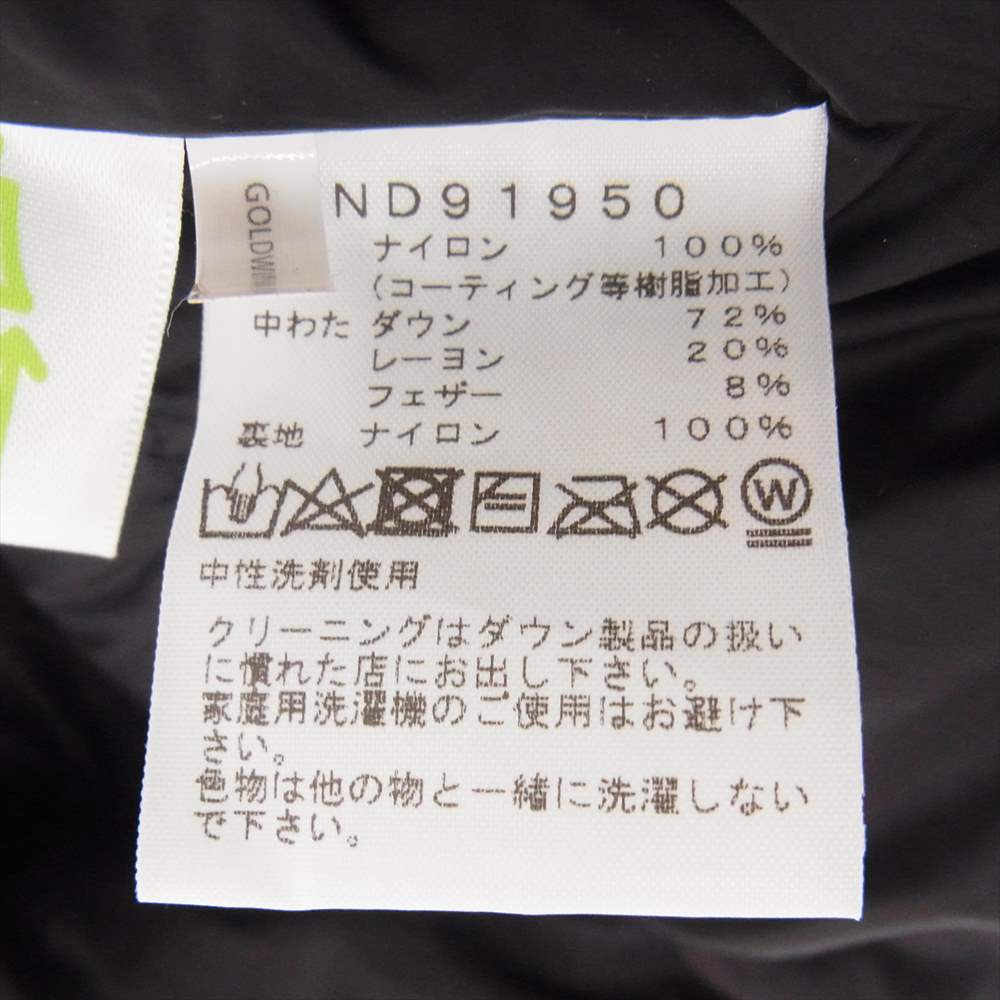 GOLDWIN
ND91950
ナイロン 100%
(コーティング等樹脂加工)
中わた ダウン 72%
レーヨン 20%
フェザー 8%
裏地 ナイロン 100%
W
中性洗剤使用
クリーニングはダウン製品の扱い
に慣れた店にお出し下さい。
家庭用洗濯機のご使用はお避け下
さい。
色物は他の物と一緒に洗濯しない
で下さい。